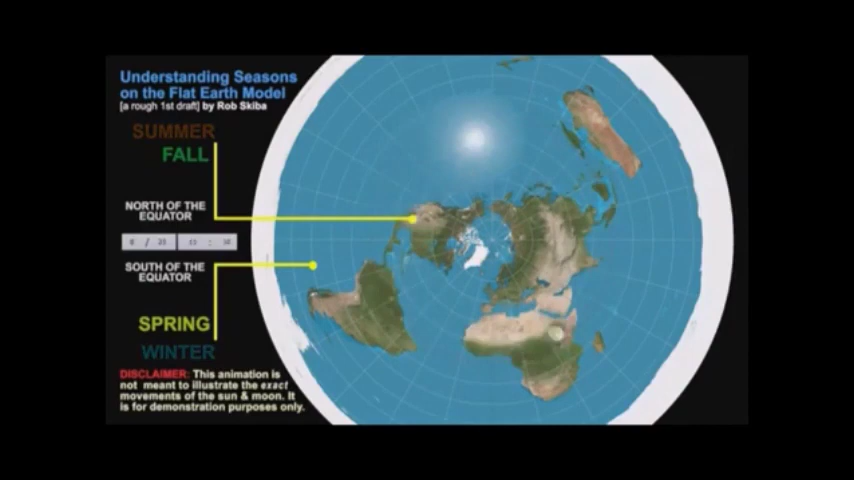 Understanding Seasons
on the Flat Earth Model
[a rough 1st draft] by Rob Skiba
SUMMER
FALL
NORTH OF THE
EQUATOR
SOUTH OF THE
EQUATOR
SPRING
WINTER
DISCLAIMER: This animation is
not meant to illustrate the exact
movements of the sun & moon. It
is for demonstration purposes only.